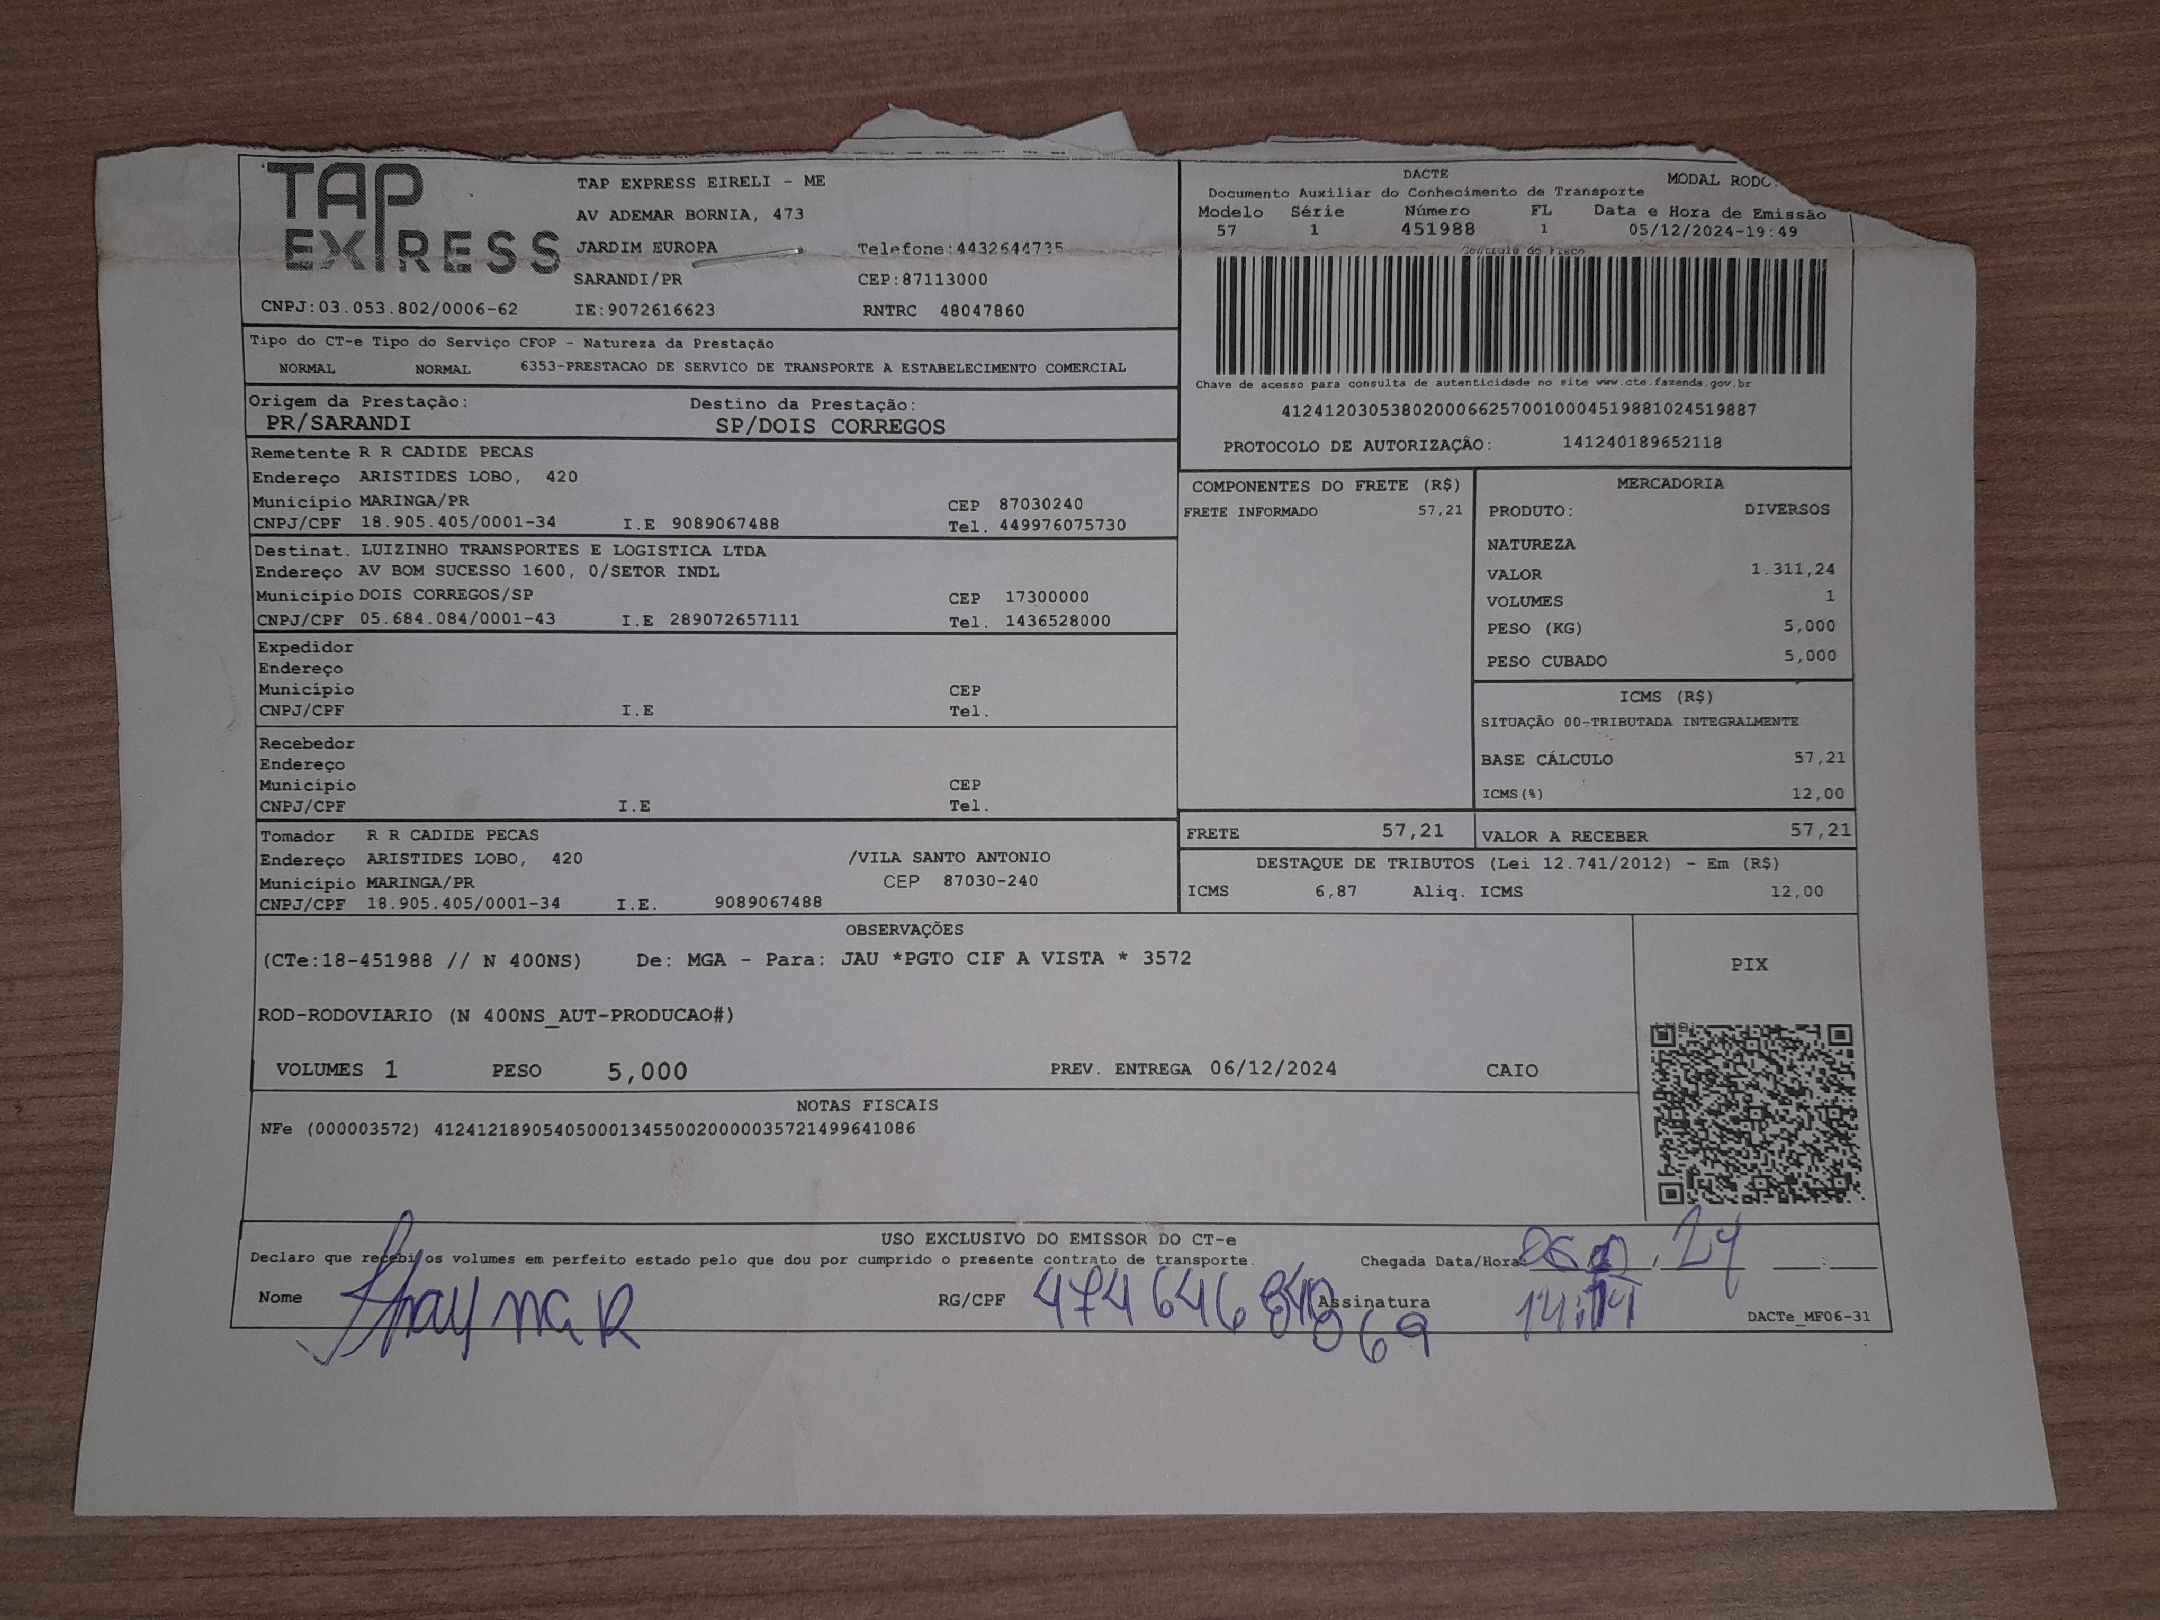 TAP
EXPRESS
TAP EXPRESS EIRELI - ME
AV ADEMAR BORNIA, 473
JARDIM EUROPA Telefone:4432644735
SARANDI/PR CEP:87113000
CNPJ:03.053.802/0006-62 IE:9072616623 RNTRC 48047860
DACTE
Documento Auxiliar do Conhecimento de Transporte
MODAL
Modelo Série Número FL Data e Hora de Emissão
57 1 451988 1 05/12/2024-19:49
Controle do Fisco
Chave de acesso para consulta de autenticidade no site www.cte.fazenda.gov.br
41241203053802000662570010004519881024519887
PROTOCOLO DE AUTORIZAÇÃO: 141240189652118
Tipo do CT-e Tipo do Serviço CFOP - Natureza da Prestação
NORMAL NORMAL 6353-PRESTACAO DE SERVICO DE TRANSPORTE A ESTABELECIMENTO COMERCIAL
Origem da Prestação: Destino da Prestação:
PR/SARANDI SP/DOIS CORREGOS
Remetente R R CADIDE PECAS
Endereço ARISTIDES LOBO, 420
Município MARINGA/PR CEP 87030240
CNPJ/CPF 18.905.405/0001-34 I.E 9089067488 Tel. 449976075730
Destinat. LUIZINHO TRANSPORTES E LOGISTICA LTDA
Endereço AV BOM SUCESSO 1600, 0/SETOR INDL
Município DOIS CORREGOS/SP CEP 17300000
CNPJ/CPF 05.684.084/0001-43 I.E 289072657111 Tel. 1436528000
Expedidor
Endereço
Município CEP
CNPJ/CPF I.E Tel.
Recebedor
Endereço
Município CEP
CNPJ/CPF I.E Tel.
Tomador R R CADIDE PECAS
Endereço ARISTIDES LOBO, 420 /VILA SANTO ANTONIO
Município MARINGA/PR CEP 87030-240
CNPJ/CPF 18.905.405/0001-34 I.E. 9089067488
COMPONENTES DO FRETE (R$)
FRETE INFORMADO 57,21
MERCADORIA
PRODUTO: DIVERSOS
NATUREZA
VALOR 1.311,24
VOLUMES 1
PESO (KG) 5,000
PESO CUBADO 5,000
ICMS (R$)
SITUAÇÃO 00-TRIBUTADA INTEGRALMENTE
BASE CÁLCULO 57,21
ICMS(%) 12,00
FRETE 57,21 VALOR A RECEBER 57,21
DESTAQUE DE TRIBUTOS (Lei 12.741/2012) - Em (R$)
ICMS 6,87 Aliq. ICMS 12,00
OBSERVAÇÕES
(CTe:18-451988 // N 400NS) De: MGA - Para: JAU *PGTO CIF A VISTA * 3572
ROD-RODOVIARIO (N 400NS_AUT-PRODUCAO#)
VOLUMES 1 PESO 5,000 PREV. ENTREGA 06/12/2024 CAIO
PIX
NOTAS FISCAIS
NFe (000003572) 41241218905405000134550020000035721499641086
USO EXCLUSIVO DO EMISSOR DO CT-e
Declaro que recebi os volumes em perfeito estado pelo que dou por cumprido o presente contrato de transporte. Chegada Data/Hora: 24
Nome RG/CPF Assinatura
DACTe_MF06-31